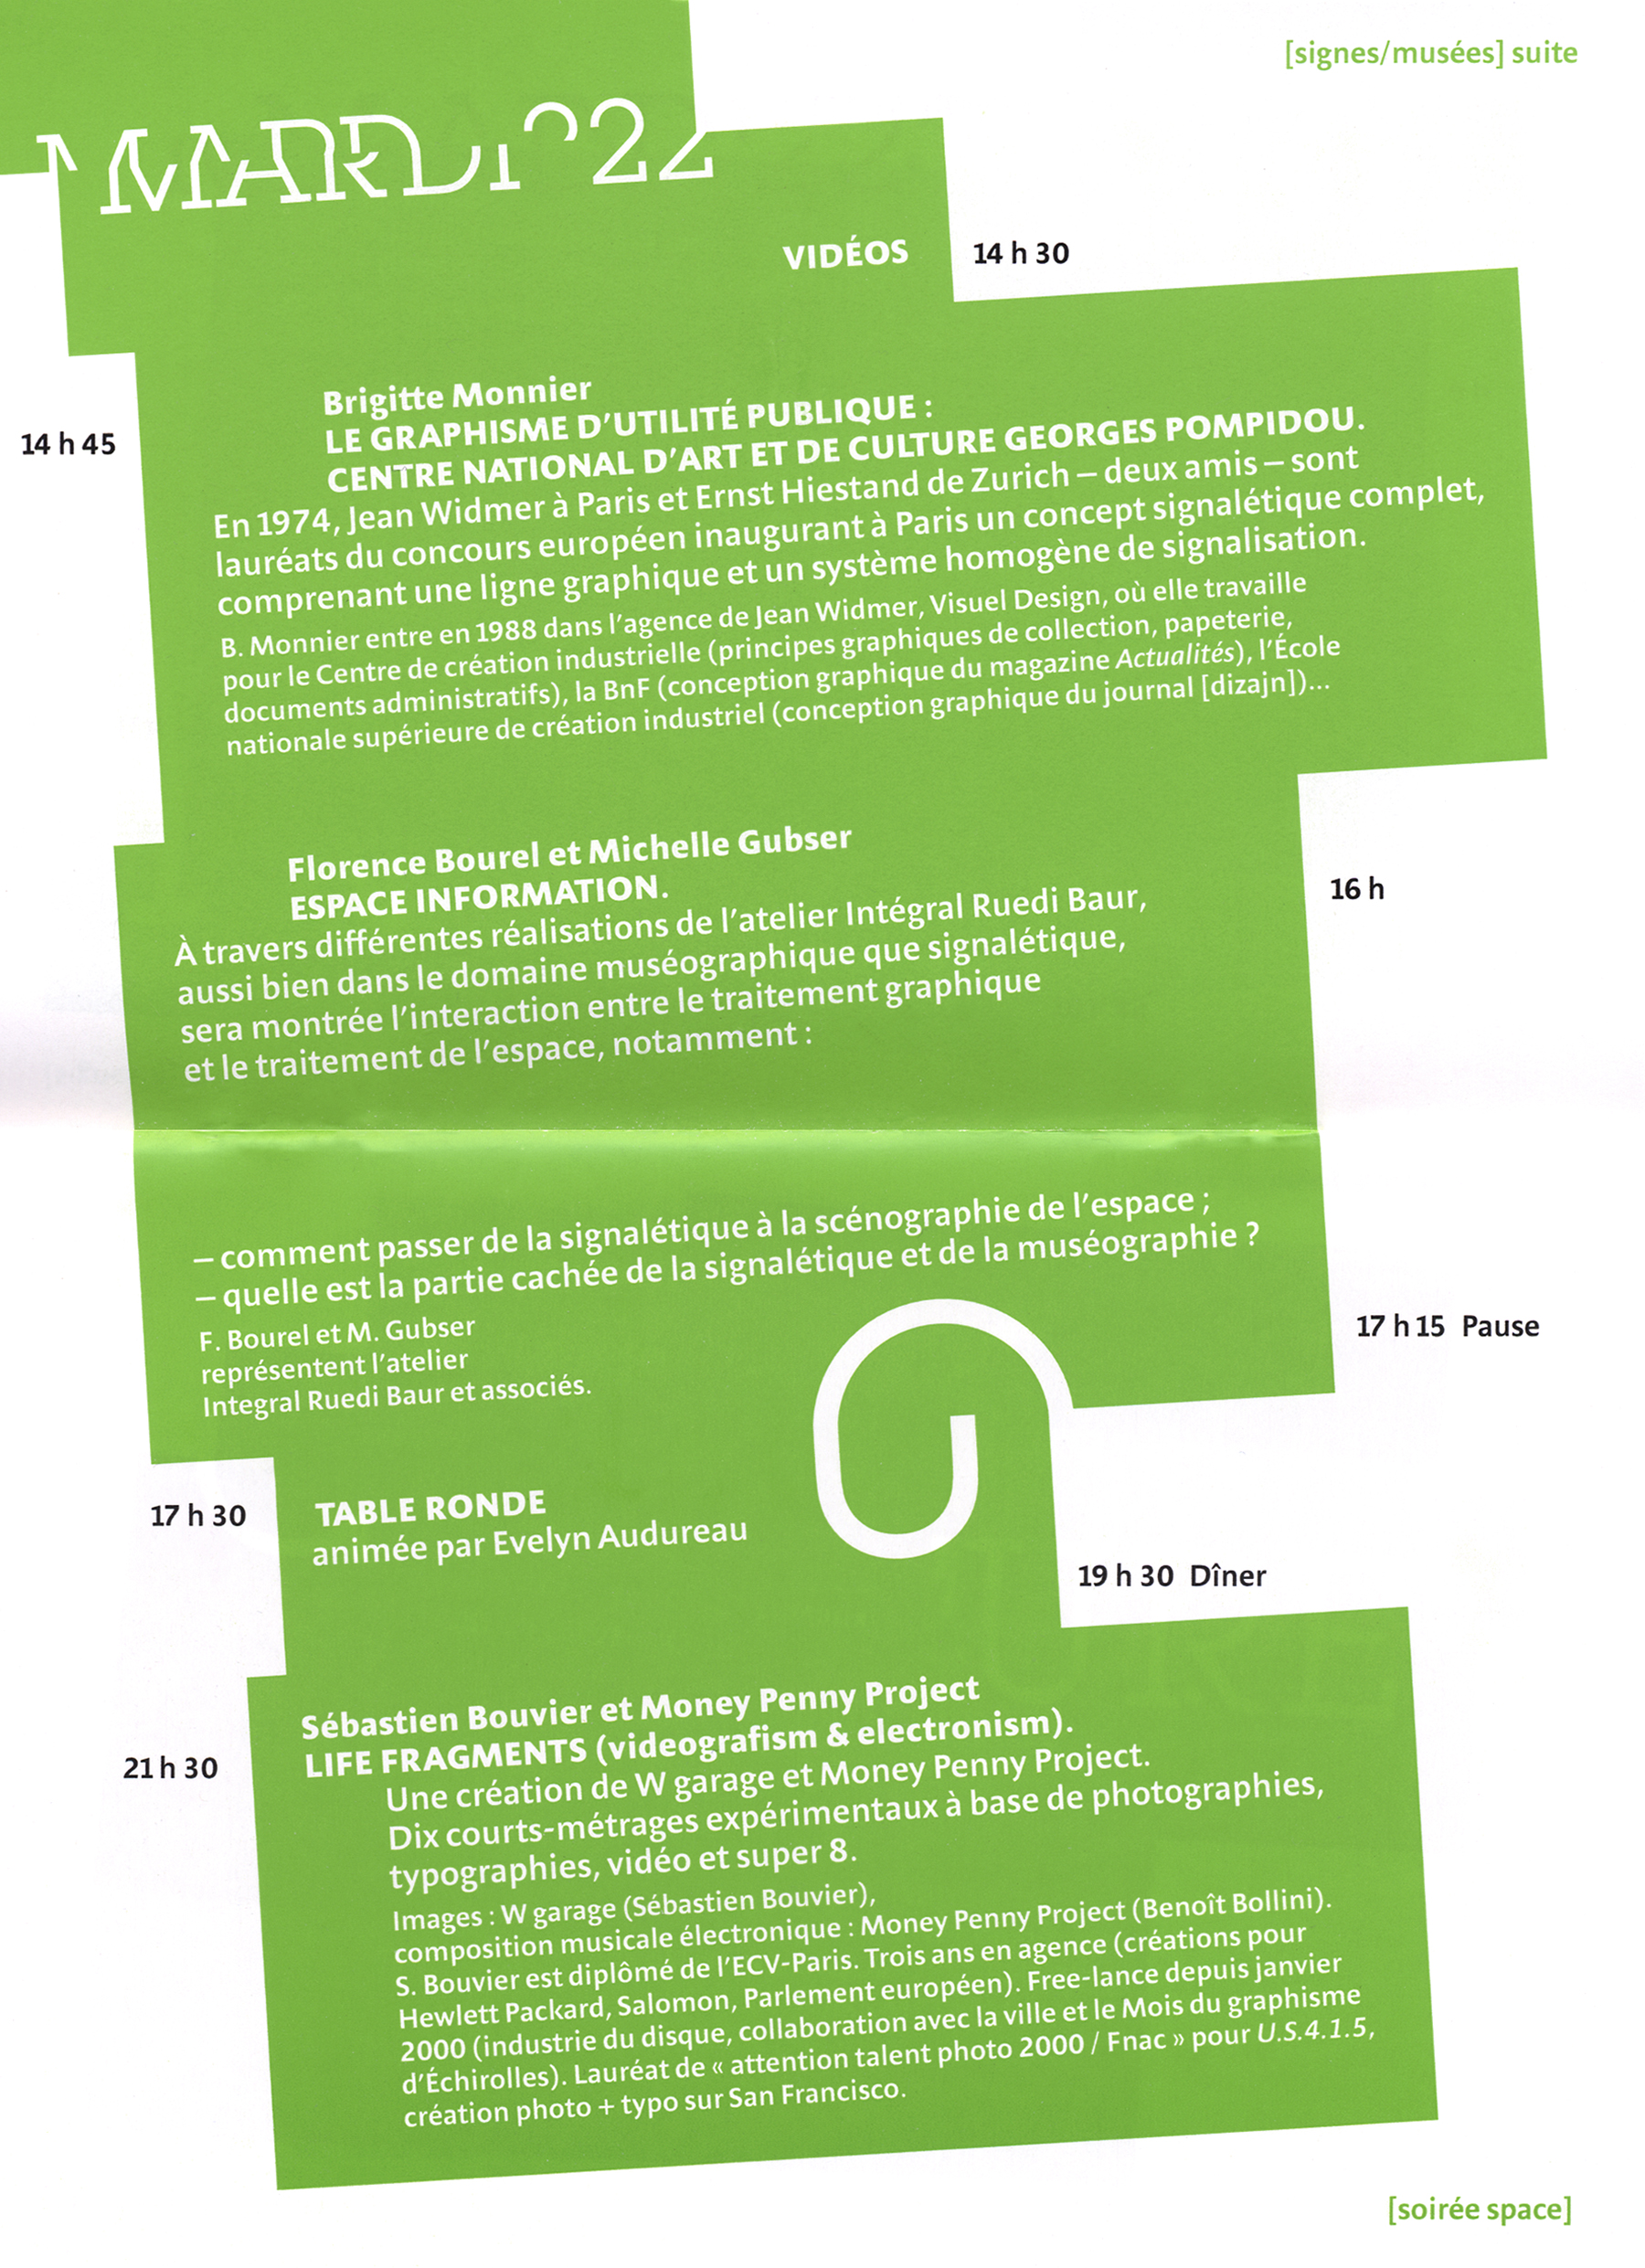 [signes/musées] suite
MARDI 22
VIDÉOS
14 h 30
14 h 45
Brigitte Monnier
LE GRAPHISME D’UTILITÉ PUBLIQUE :
CENTRE NATIONAL D’ART ET DE CULTURE GEORGES POMPIDOU.
En 1974, Jean Widmer à Paris et Ernst Hiestand de Zurich – deux amis – sont
lauréats du concours européen inaugurant à Paris un concept signalétique complet,
comprenant une ligne graphique et un système homogène de signalisation.
B. Monnier entre en 1988 dans l’agence de Jean Widmer, Visuel Design, où elle travaille
pour le Centre de création industrielle (principes graphiques de collection, papeterie,
documents administratifs), la BnF (conception graphique du magazine Actualités), l’École
nationale supérieure de création industriel (conception graphique du journal [dizajn])...
16 h
Florence Bourel et Michelle Gubser
ESPACE INFORMATION.
À travers différentes réalisations de l’atelier Intégral Ruedi Baur,
aussi bien dans le domaine muséographique que signalétique,
sera montrée l’interaction entre le traitement graphique
et le traitement de l’espace, notamment :
– comment passer de la signalétique à la scénographie de l’espace ;
– quelle est la partie cachée de la signalétique et de la muséographie ?
F. Bourel et M. Gubser
représentent l’atelier
Integral Ruedi Baur et associés.
17 h 15 Pause
17 h 30
TABLE RONDE
animée par Evelyn Audureau
19 h 30 Dîner
21 h 30
Sébastien Bouvier et Money Penny Project
LIFE FRAGMENTS (videografism & electronism).
Une création de W garage et Money Penny Project.
Dix courts-métrages expérimentaux à base de photographies,
typographies, vidéo et super 8.
Images : W garage (Sébastien Bouvier),
composition musicale électronique : Money Penny Project (Benoît Bollini).
S. Bouvier est diplômé de l’ECV-Paris. Trois ans en agence (créations pour
Hewlett Packard, Salomon, Parlement européen). Free-lance depuis janvier
2000 (industrie du disque, collaboration avec la ville et le Mois du graphisme
d’Échirolles). Lauréat de « attention talent photo 2000 / Fnac » pour U.S.4.1.5,
création photo + typo sur San Francisco.
[soirée space]